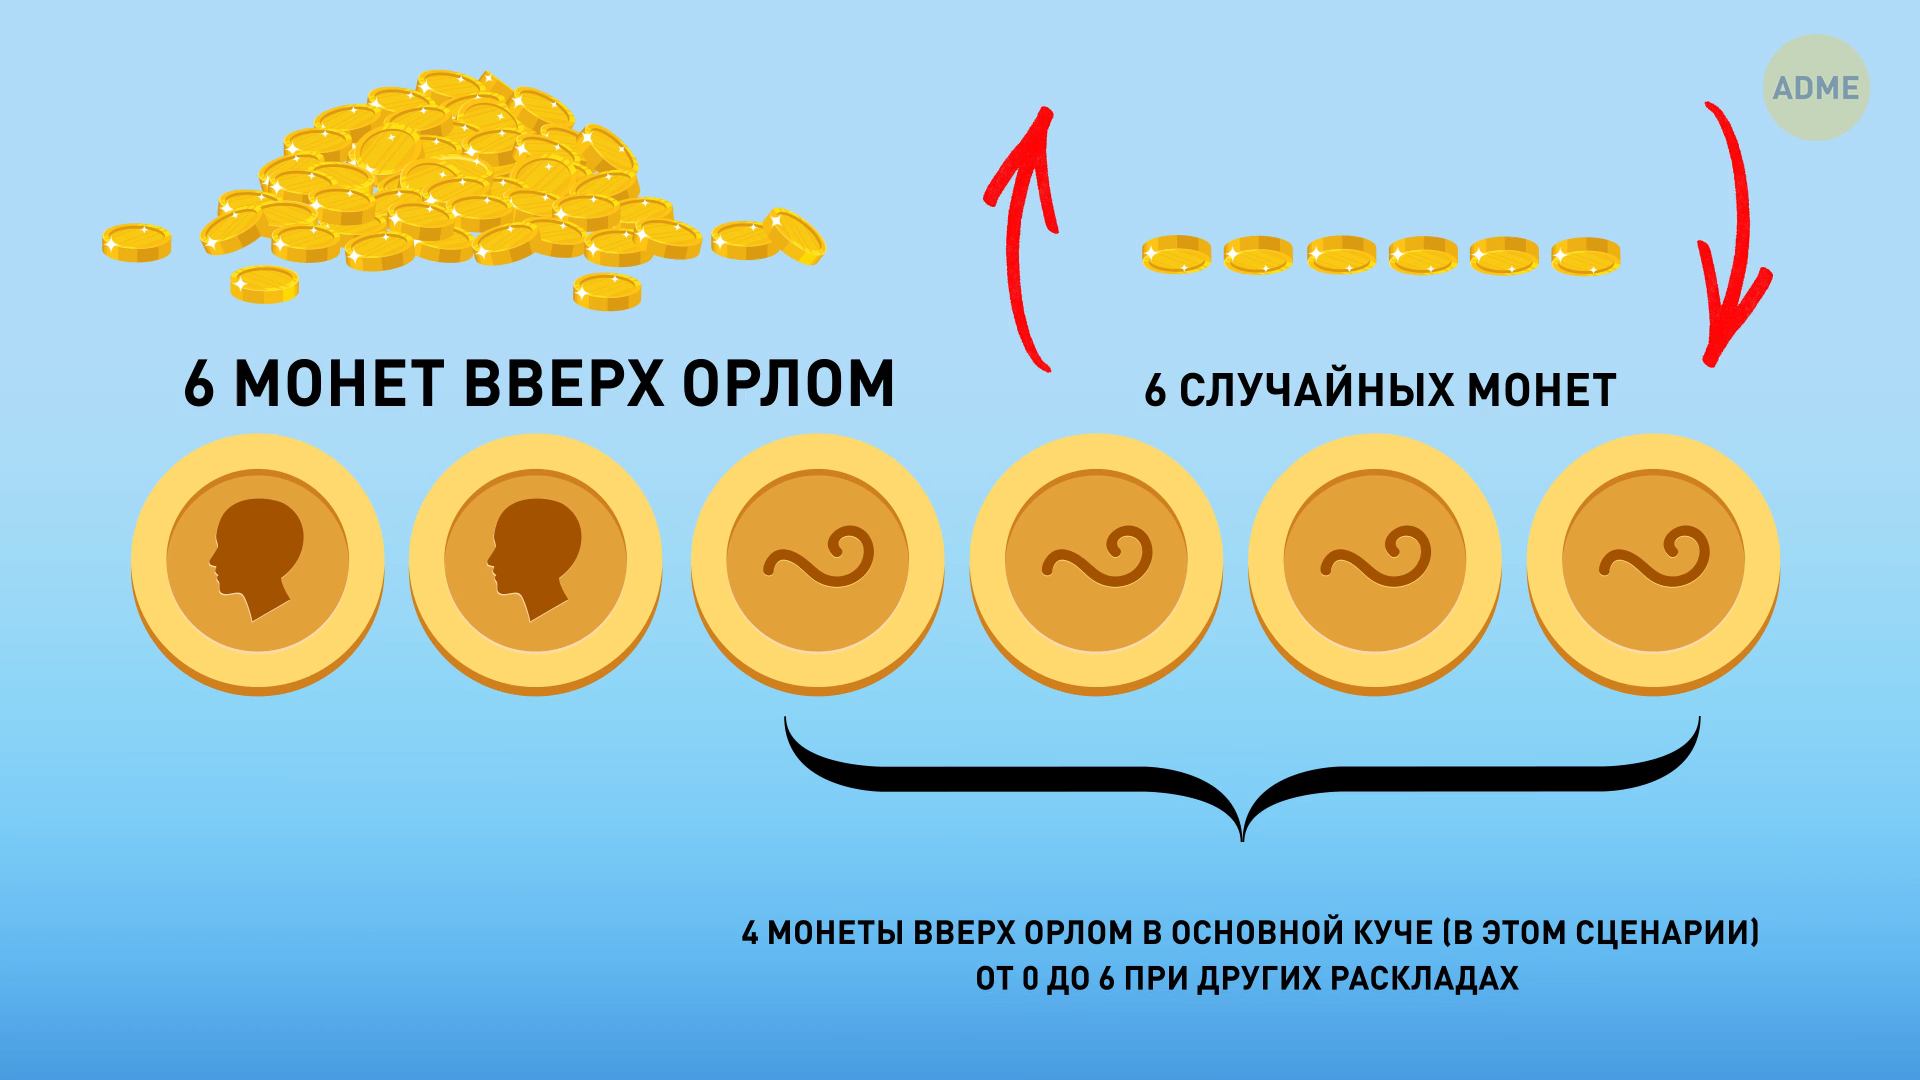 ADME
6 МОНЕТ ВВЕРХ ОРЛОМ
6 СЛУЧАЙНЫХ МОНЕТ
4 МОНЕТЫ ВВЕРХ ОРЛОМ В ОСНОВНОЙ КУЧЕ (В ЭТОМ СЦЕНАРИИ)
ОТ 0 ДО 6 ПРИ ДРУГИХ РАСКЛАДАХ